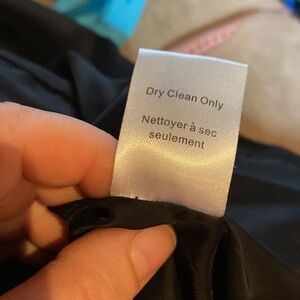 Dry Clean Only
Nettoyer à sec
seulement